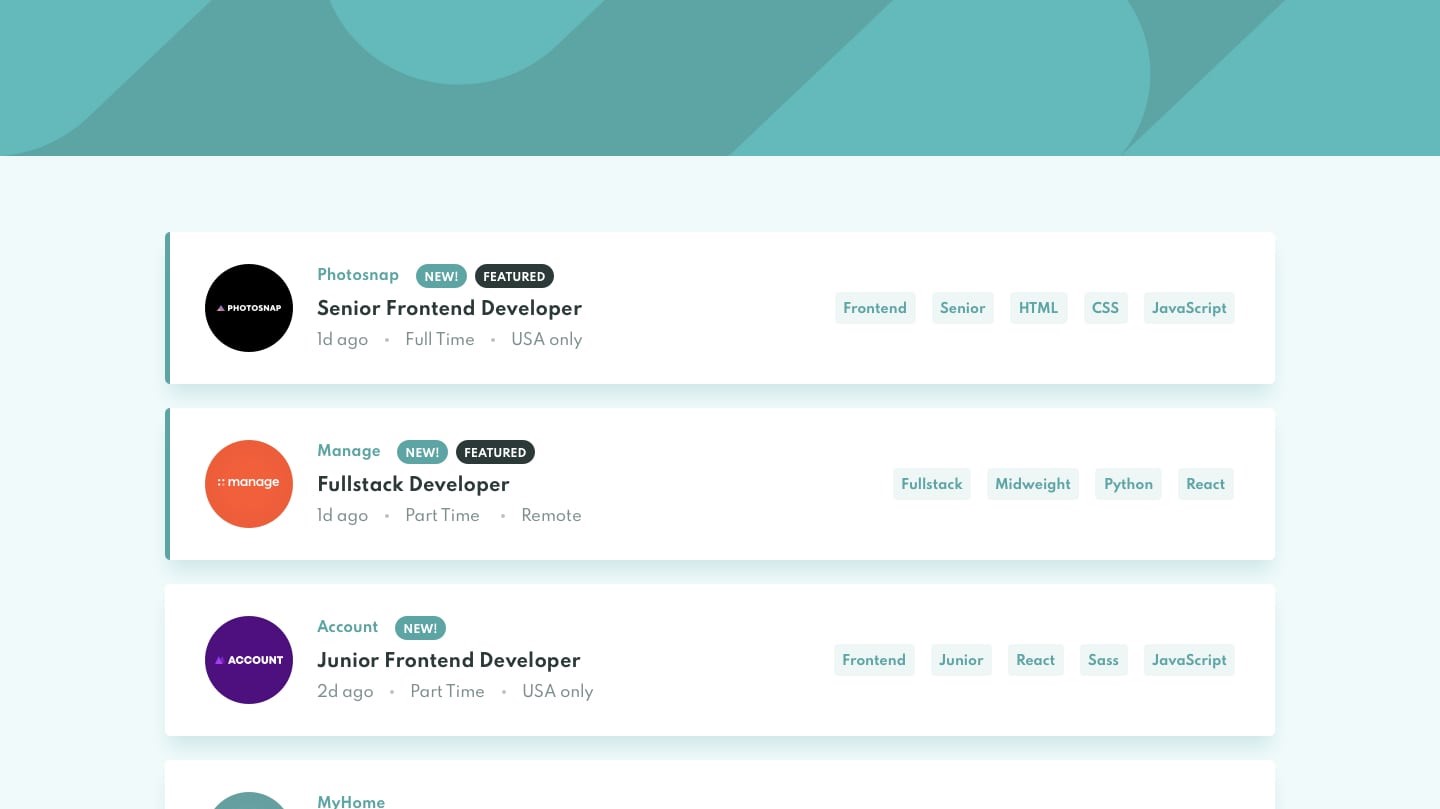 PHOTOSNAP
Photosnap NEW! FEATURED
Senior Frontend Developer
1d ago • Full Time • USA only
Frontend Senior HTML CSS JavaScript
:: manage
Manage NEW! FEATURED
Fullstack Developer
1d ago • Part Time • Remote
Fullstack Midweight Python React
ACCOUNT
Account NEW!
Junior Frontend Developer
2d ago • Part Time • USA only
Frontend Junior React Sass JavaScript
MyHome